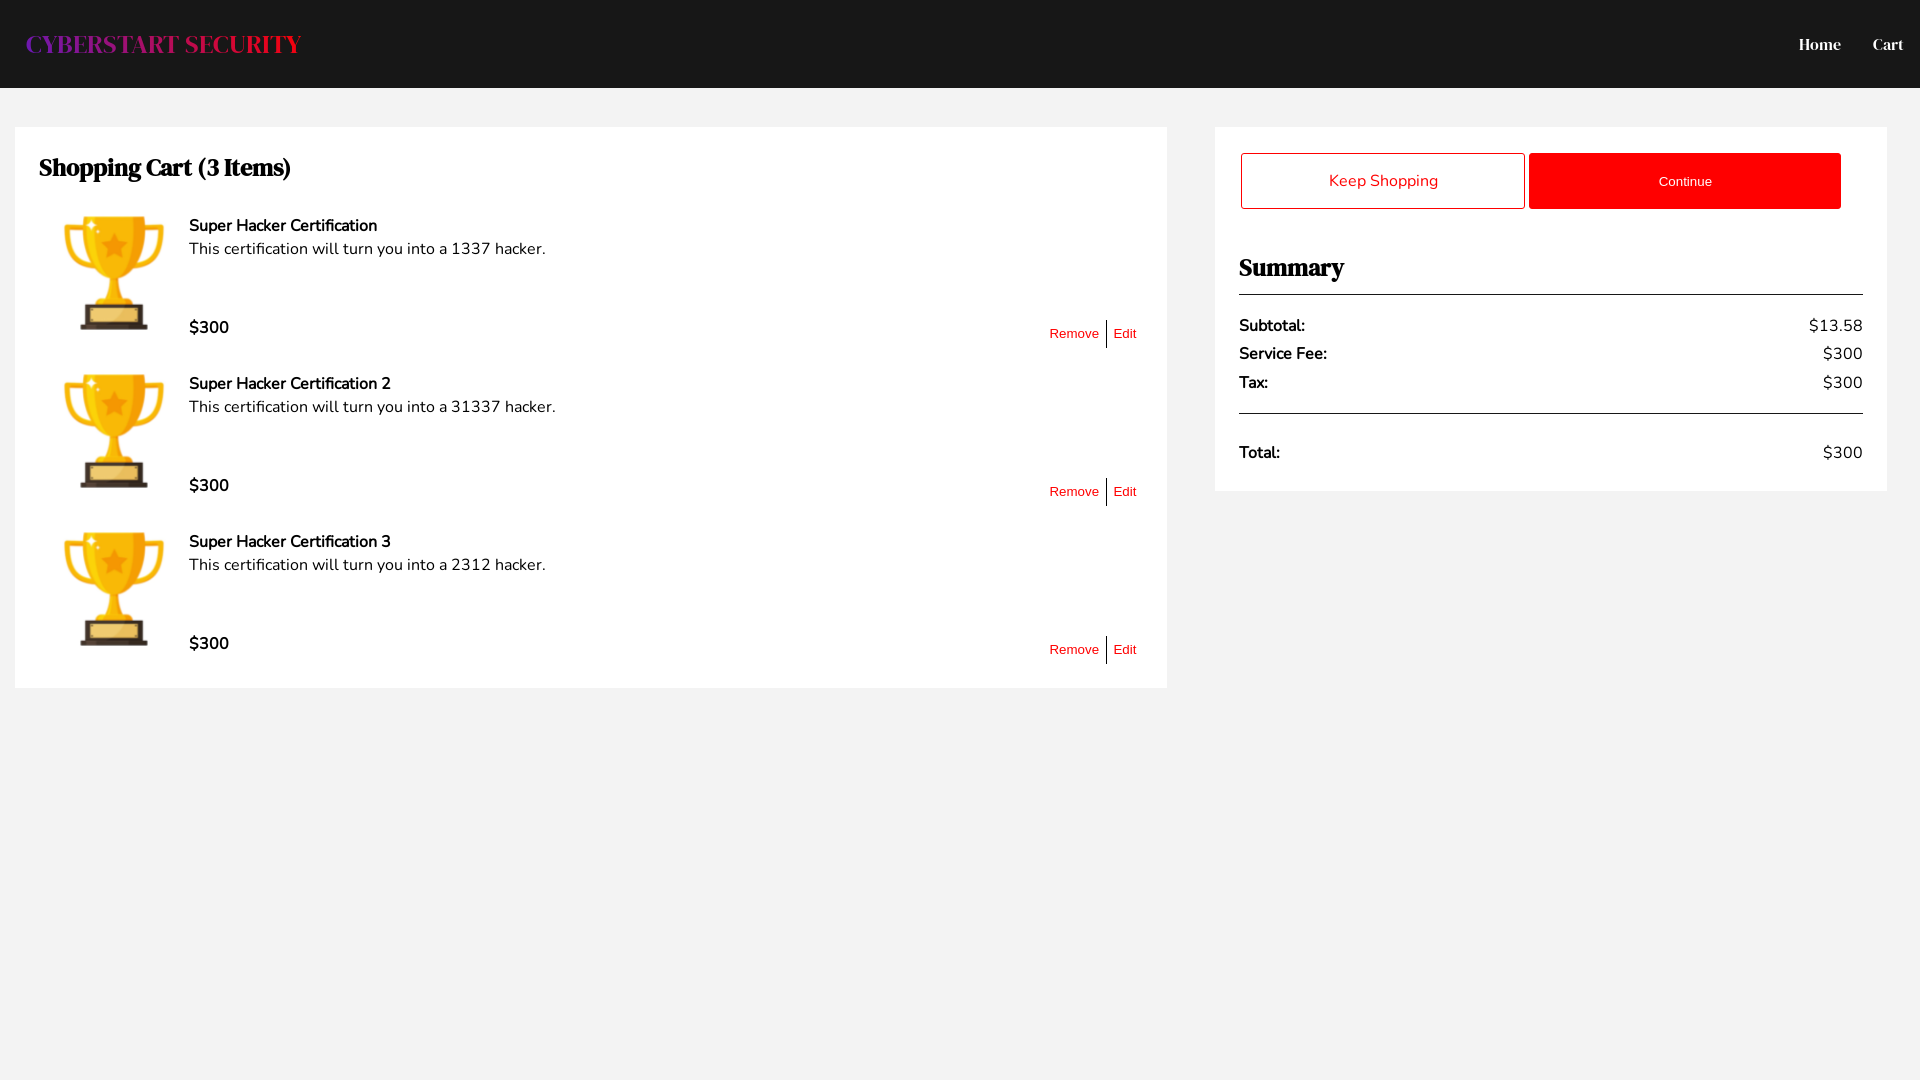 CYBERSTART SECURITY
Home Cart
Shopping Cart (3 Items)
Super Hacker Certification
This certification will turn you into a 1337 hacker.
$300
Remove Edit
Super Hacker Certification 2
This certification will turn you into a 31337 hacker.
$300
Remove Edit
Super Hacker Certification 3
This certification will turn you into a 2312 hacker.
$300
Remove Edit
Keep Shopping Continue
Summary
Subtotal: $13.58
Service Fee: $300
Tax: $300
Total: $300